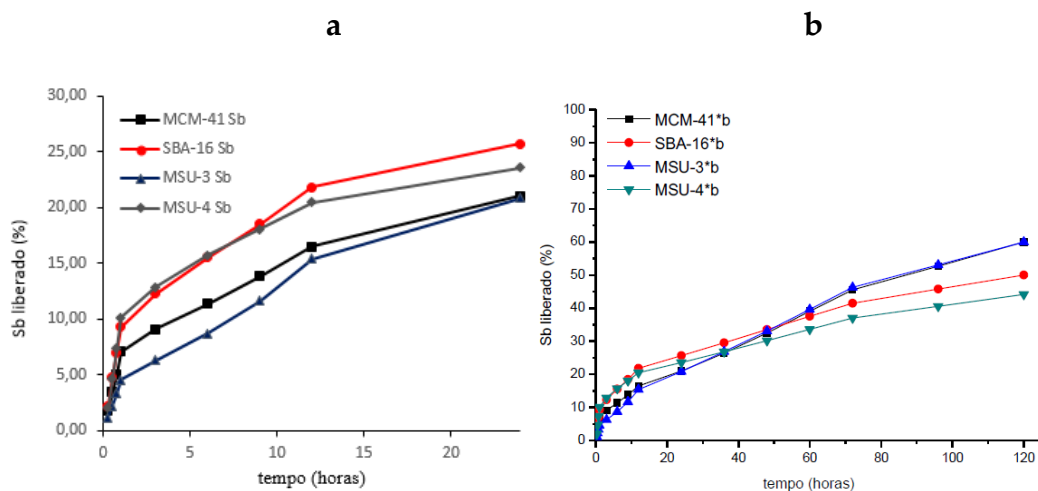 a
30,00
25,00
20,00
15,00
10,00
5,00
0,00
Sb liberado (%)
MCM-41 Sb
SBA-16 Sb
MSU-3 Sb
MSU-4 Sb
0
5
10
15
20
tempo (horas)
b
100
90
80
70
60
50
40
30
20
10
0
Sb liberado (%)
MCM-41*b
SBA-16*b
MSU-3*b
MSU-4*b
0
20
40
60
80
100
120
tempo (horas)